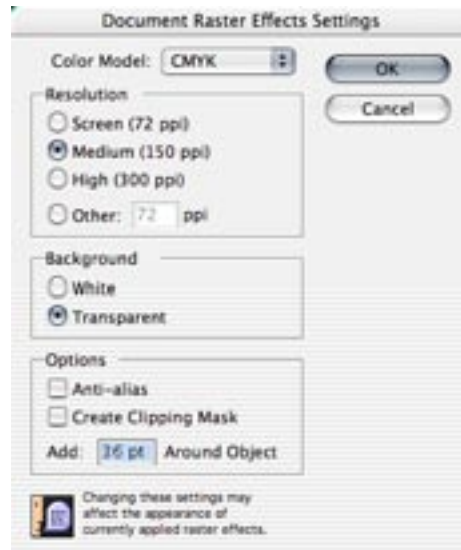 Document Raster Effects Settings
Color Model: CMYK
OK
Cancel
Resolution
Screen (72 ppi)
Medium (150 ppi)
High (300 ppi)
Other: 72 ppi
Background
White
Transparent
Options
Anti-alias
Create Clipping Mask
Add: 36 pt Around Object
Changing these settings may
affect the appearance of
currently applied raster effects.